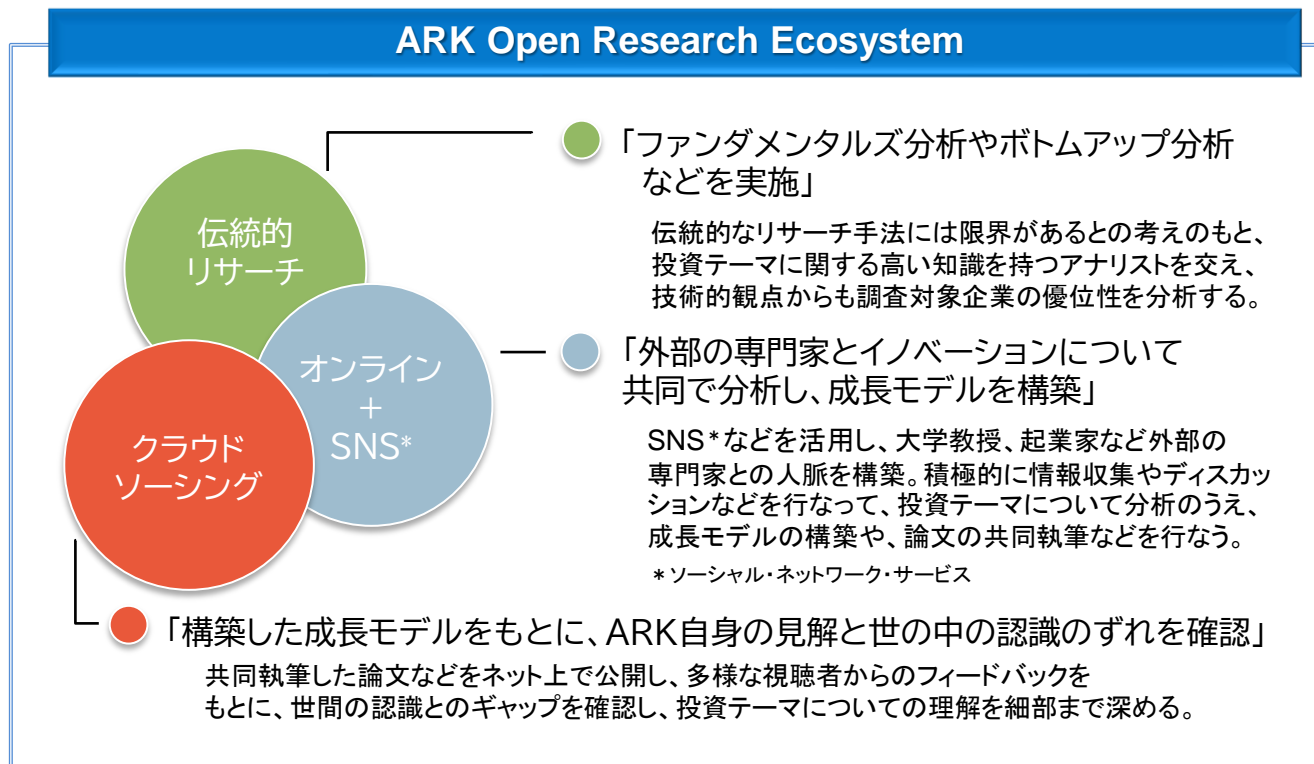 ARK Open Research Ecosystem
伝統的
リサーチ
オンライン
+
SNS*
クラウド
ソーシング
「ファンダメンタルズ分析やボトムアップ分析
などを実施」
伝統的なリサーチ手法には限界があるとの考えのもと、
投資テーマに関する高い知識を持つアナリストを交え、
技術的観点からも調査対象企業の優位性を分析する。
「外部の専門家とイノベーションについて
共同で分析し、成長モデルを構築」
SNS*などを活用し、大学教授、起業家など外部の
専門家との人脈を構築。積極的に情報収集やディスカッ
ションなどを行なって、投資テーマについて分析のうえ、
成長モデルの構築や、論文の共同執筆などを行なう。
*ソーシャル・ネットワーク・サービス
「構築した成長モデルをもとに、ARK自身の見解と世の中の認識のずれを確認」
共同執筆した論文などをネット上で公開し、多様な視聴者からのフィードバックを
もとに、世間の認識とのギャップを確認し、投資テーマについての理解を細部まで深める。